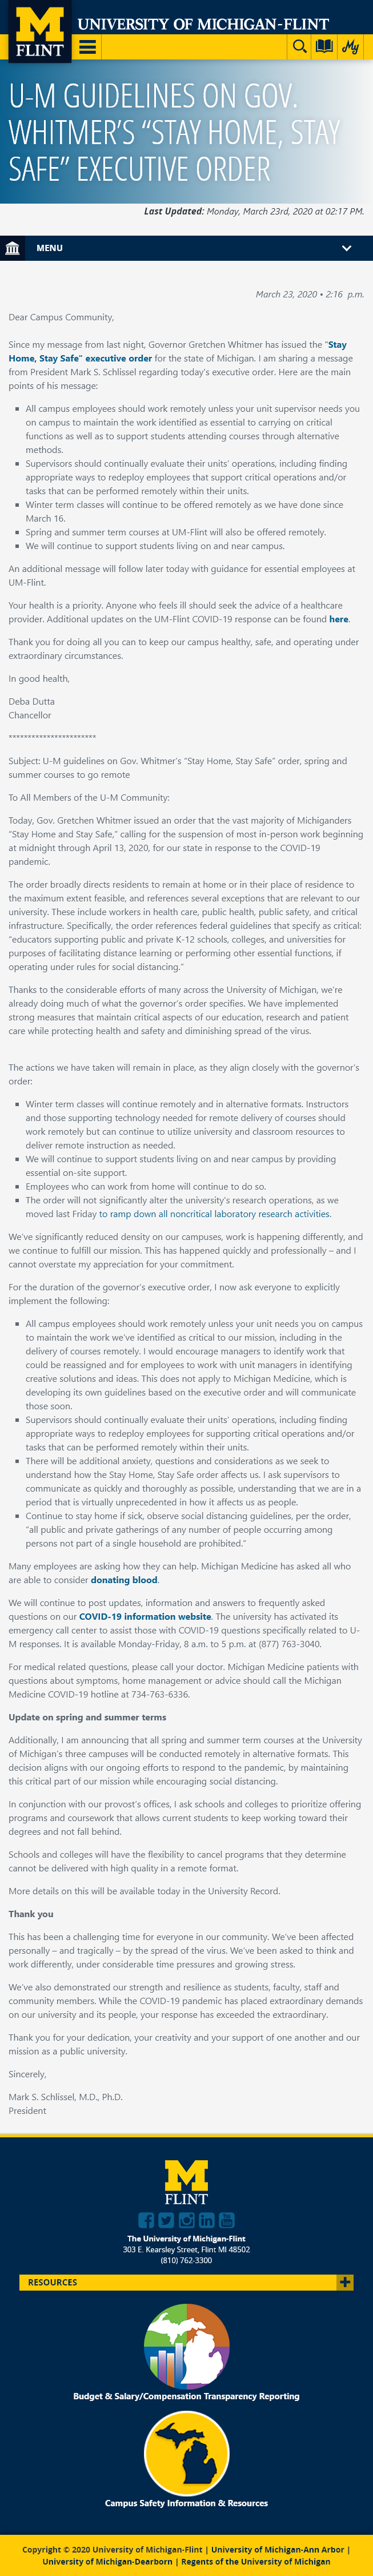 M
FLINT
UNIVERSITY OF MICHIGAN-FLINT
My
U-M GUIDELINES ON GOV.
WHITMER’S “STAY HOME, STAY
SAFE” EXECUTIVE ORDER
Last Updated: Monday, March 23rd, 2020 at 02:17 PM.
MENU
March 23, 2020 • 2:16 p.m.
Dear Campus Community,
Since my message from last night, Governor Gretchen Whitmer has issued the "Stay
Home, Stay Safe" executive order for the state of Michigan. I am sharing a message
from President Mark S. Schlissel regarding today’s executive order. Here are the main
points of his message:
▪ All campus employees should work remotely unless your unit supervisor needs you
on campus to maintain the work identified as essential to carrying on critical
functions as well as to support students attending courses through alternative
methods.
▪ Supervisors should continually evaluate their units’ operations, including finding
appropriate ways to redeploy employees that support critical operations and/or
tasks that can be performed remotely within their units.
▪ Winter term classes will continue to be offered remotely as we have done since
March 16.
▪ Spring and summer term courses at UM-Flint will also be offered remotely.
▪ We will continue to support students living on and near campus.
An additional message will follow later today with guidance for essential employees at
UM-Flint.
Your health is a priority. Anyone who feels ill should seek the advice of a healthcare
provider. Additional updates on the UM-Flint COVID-19 response can be found here.
Thank you for doing all you can to keep our campus healthy, safe, and operating under
extraordinary circumstances.
In good health,
Deba Dutta
Chancellor
***********************
Subject: U-M guidelines on Gov. Whitmer’s “Stay Home, Stay Safe” order, spring and
summer courses to go remote
To All Members of the U-M Community:
Today, Gov. Gretchen Whitmer issued an order that the vast majority of Michiganders
“Stay Home and Stay Safe,” calling for the suspension of most in-person work beginning
at midnight through April 13, 2020, for our state in response to the COVID-19
pandemic.
The order broadly directs residents to remain at home or in their place of residence to
the maximum extent feasible, and references several exceptions that are relevant to our
university. These include workers in health care, public health, public safety, and critical
infrastructure. Specifically, the order references federal guidelines that specify as critical:
“educators supporting public and private K-12 schools, colleges, and universities for
purposes of facilitating distance learning or performing other essential functions, if
operating under rules for social distancing.”
Thanks to the considerable efforts of many across the University of Michigan, we’re
already doing much of what the governor’s order specifies. We have implemented
strong measures that maintain critical aspects of our education, research and patient
care while protecting health and safety and diminishing spread of the virus.
The actions we have taken will remain in place, as they align closely with the governor’s
order:
▪ Winter term classes will continue remotely and in alternative formats. Instructors
and those supporting technology needed for remote delivery of courses should
work remotely but can continue to utilize university and classroom resources to
deliver remote instruction as needed.
▪ We will continue to support students living on and near campus by providing
essential on-site support.
▪ Employees who can work from home will continue to do so.
▪ The order will not significantly alter the university’s research operations, as we
moved last Friday to ramp down all noncritical laboratory research activities.
We’ve significantly reduced density on our campuses, work is happening differently, and
we continue to fulfill our mission. This has happened quickly and professionally – and I
cannot overstate my appreciation for your commitment.
For the duration of the governor’s executive order, I now ask everyone to explicitly
implement the following:
▪ All campus employees should work remotely unless your unit needs you on campus
to maintain the work we’ve identified as critical to our mission, including in the
delivery of courses remotely. I would encourage managers to identify work that
could be reassigned and for employees to work with unit managers in identifying
creative solutions and ideas. This does not apply to Michigan Medicine, which is
developing its own guidelines based on the executive order and will communicate
those soon.
▪ Supervisors should continually evaluate their units’ operations, including finding
appropriate ways to redeploy employees for supporting critical operations and/or
tasks that can be performed remotely within their units.
▪ There will be additional anxiety, questions and considerations as we seek to
understand how the Stay Home, Stay Safe order affects us. I ask supervisors to
communicate as quickly and thoroughly as possible, understanding that we are in a
period that is virtually unprecedented in how it affects us as people.
▪ Continue to stay home if sick, observe social distancing guidelines, per the order,
“all public and private gatherings of any number of people occurring among
persons not part of a single household are prohibited.”
Many employees are asking how they can help. Michigan Medicine has asked all who
are able to consider donating blood.
We will continue to post updates, information and answers to frequently asked
questions on our COVID-19 information website. The university has activated its
emergency call center to assist those with COVID-19 questions specifically related to U-
M responses. It is available Monday-Friday, 8 a.m. to 5 p.m. at (877) 763-3040.
For medical related questions, please call your doctor. Michigan Medicine patients with
questions about symptoms, home management or advice should call the Michigan
Medicine COVID-19 hotline at 734-763-6336.
Update on spring and summer terms
Additionally, I am announcing that all spring and summer term courses at the University
of Michigan’s three campuses will be conducted remotely in alternative formats. This
decision aligns with our ongoing efforts to respond to the pandemic, by maintaining
this critical part of our mission while encouraging social distancing.
In conjunction with our provost’s offices, I ask schools and colleges to prioritize offering
programs and coursework that allows current students to keep working toward their
degrees and not fall behind.
Schools and colleges will have the flexibility to cancel programs that they determine
cannot be delivered with high quality in a remote format.
More details on this will be available today in the University Record.
Thank you
This has been a challenging time for everyone in our community. We’ve been affected
personally – and tragically – by the spread of the virus. We’ve been asked to think and
work differently, under considerable time pressures and growing stress.
We’ve also demonstrated our strength and resilience as students, faculty, staff and
community members. While the COVID-19 pandemic has placed extraordinary demands
on our university and its people, your response has exceeded the extraordinary.
Thank you for your dedication, your creativity and your support of one another and our
mission as a public university.
Sincerely,
Mark S. Schlissel, M.D., Ph.D.
President
M
FLINT
The University of Michigan-Flint
303 E. Kearsley Street, Flint MI 48502
(810) 762-3300
RESOURCES
Budget & Salary/Compensation Transparency Reporting
Campus Safety Information & Resources
Copyright © 2020 University of Michigan-Flint | University of Michigan-Ann Arbor |
University of Michigan-Dearborn | Regents of the University of Michigan